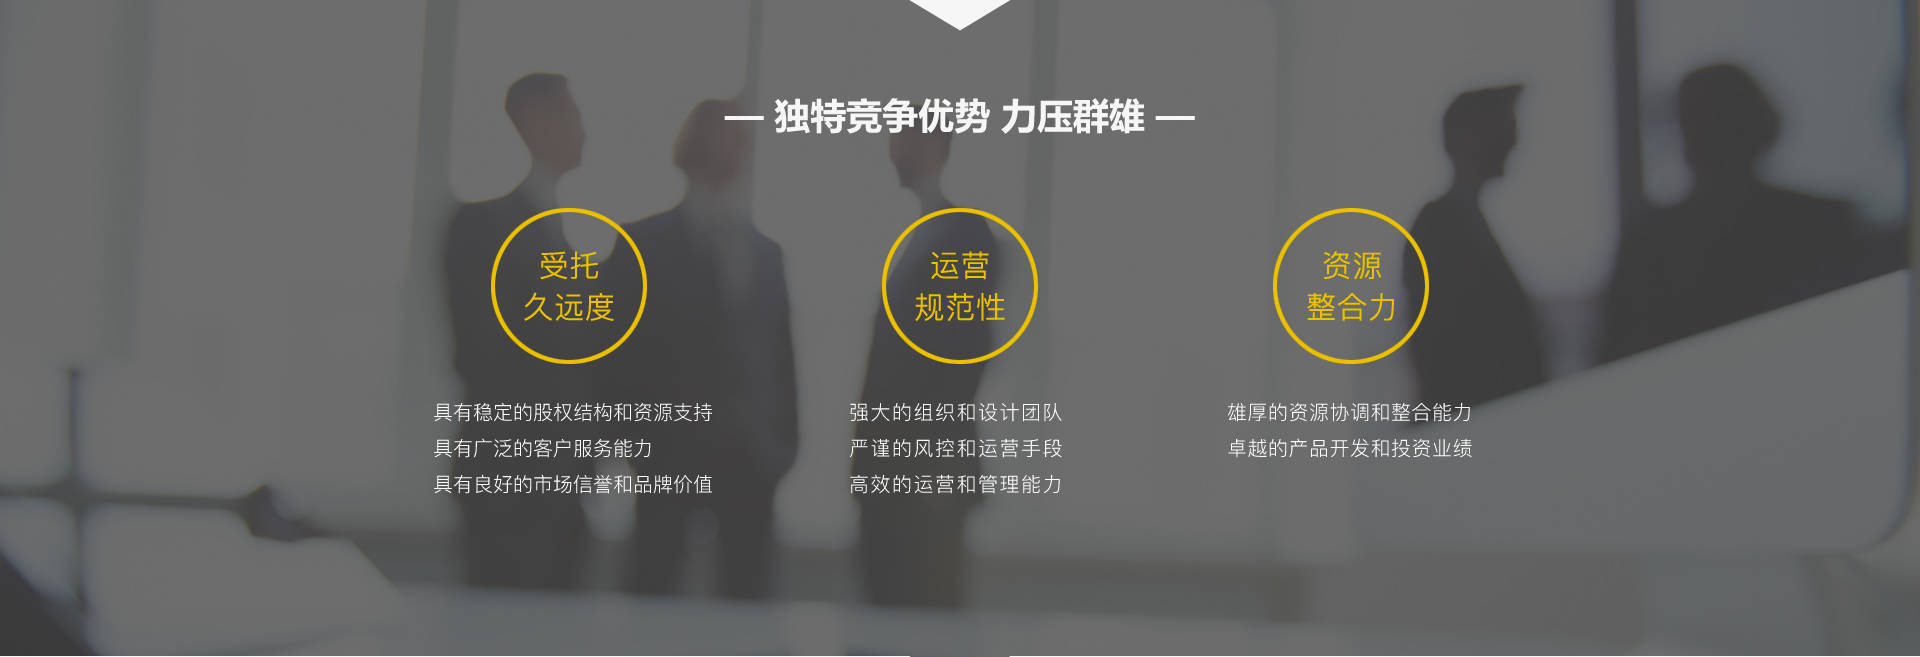 — 独特竞争优势 力压群雄 —
受托
久远度
具有稳定的股权结构和资源支持
具有广泛的客户服务能力
具有良好的市场信誉和品牌价值
运营
规范性
强大的组织和设计团队
严谨的风控和运营手段
高效的运营和管理能力
资源
整合力
雄厚的资源协调和整合能力
卓越的产品开发和投资业绩